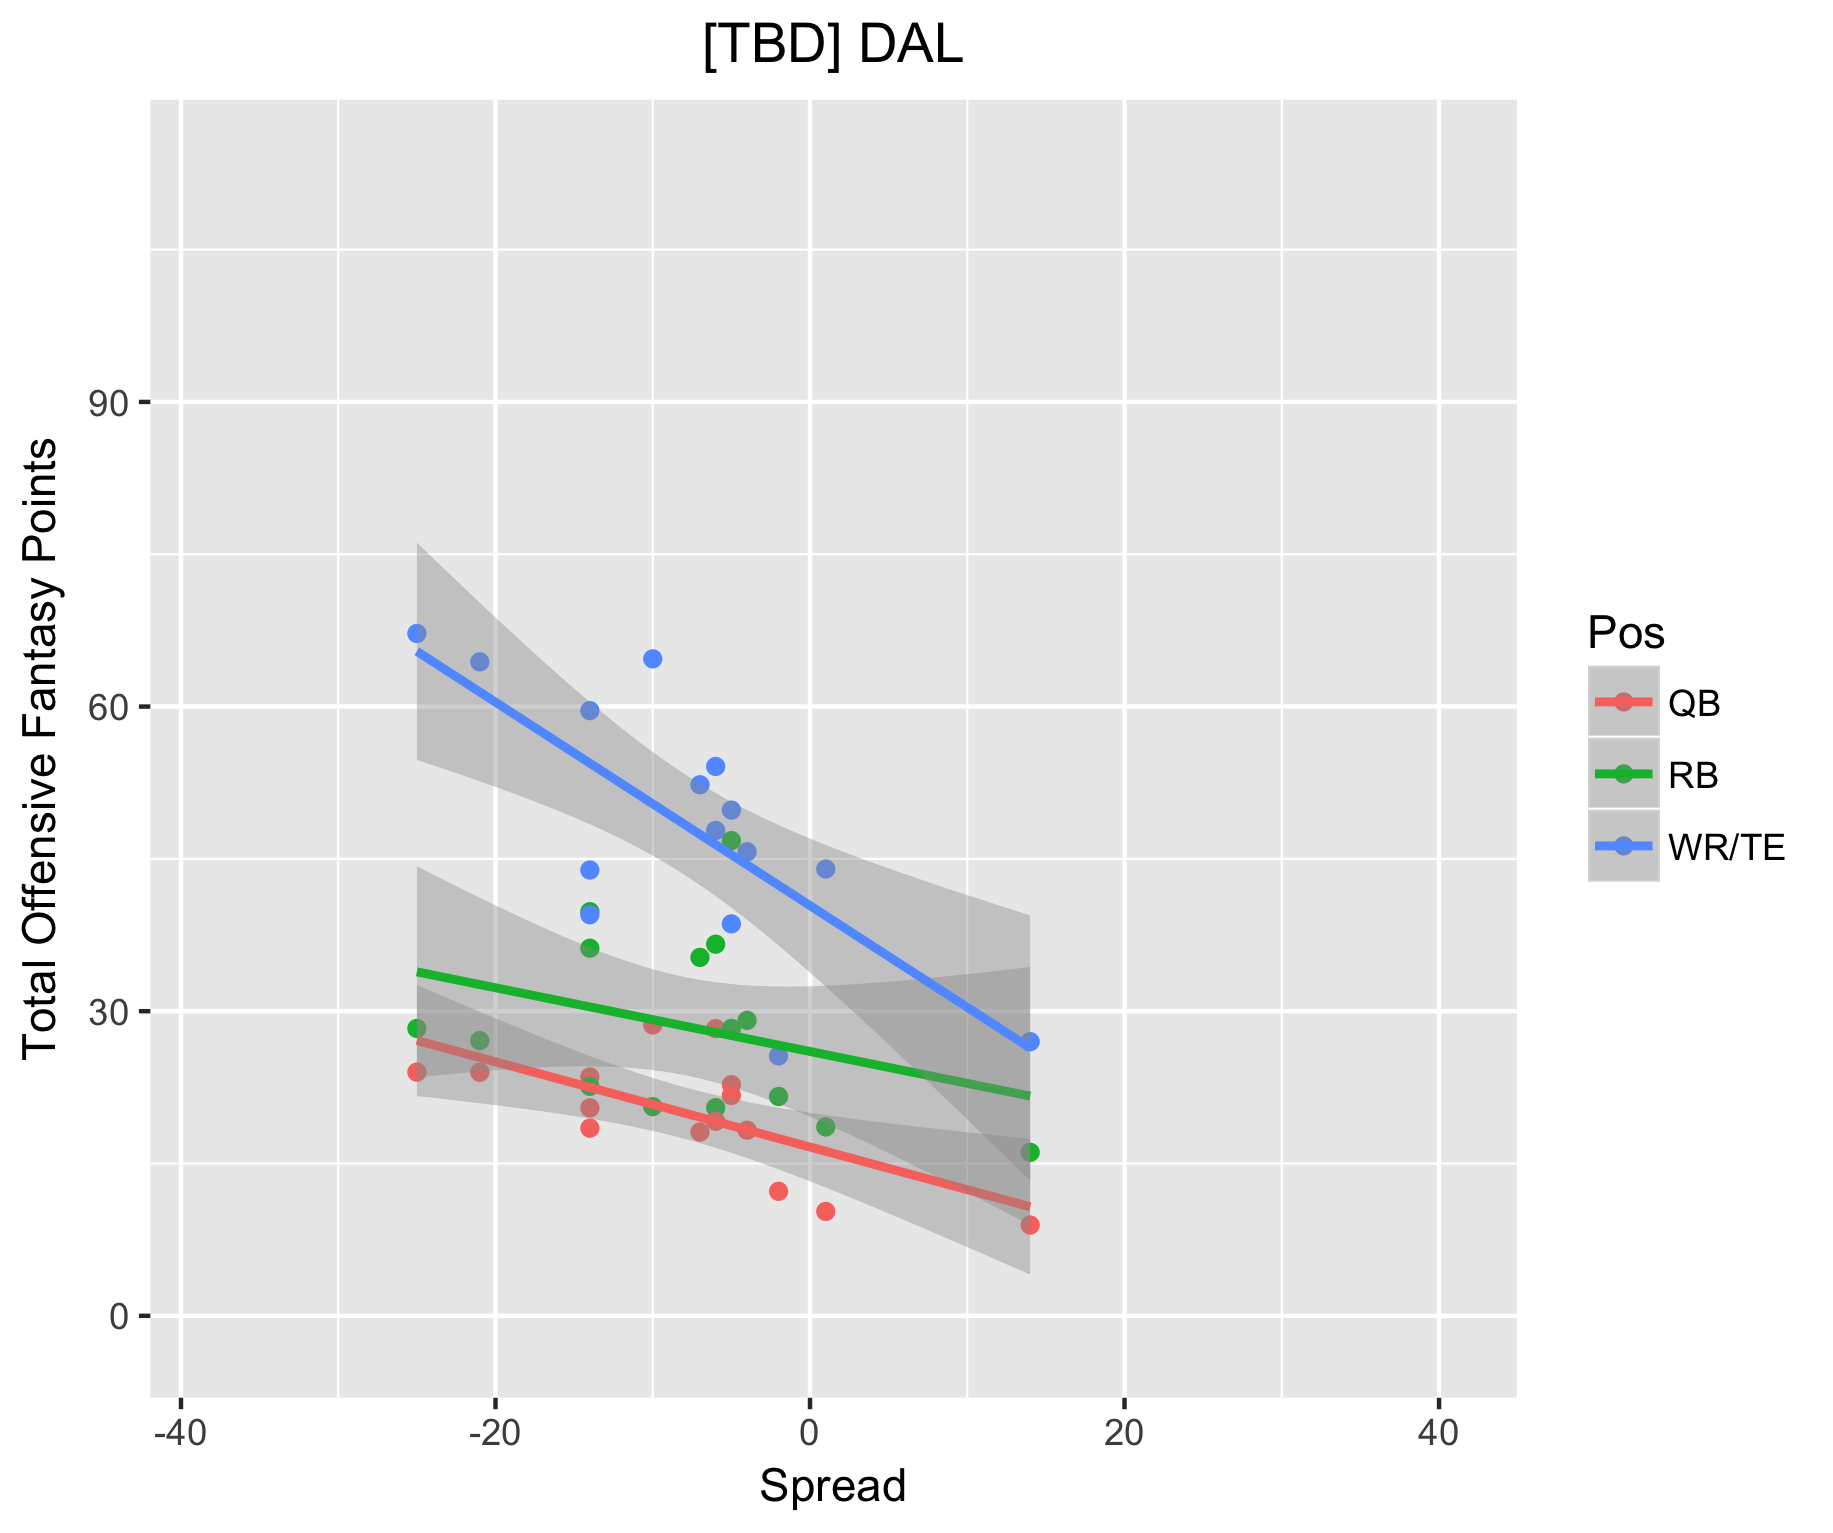 [TBD] DAL
Total Offensive Fantasy Points
90
60
30
0
-40
-20
0
20
40
Spread
Pos
QB
RB
WR/TE